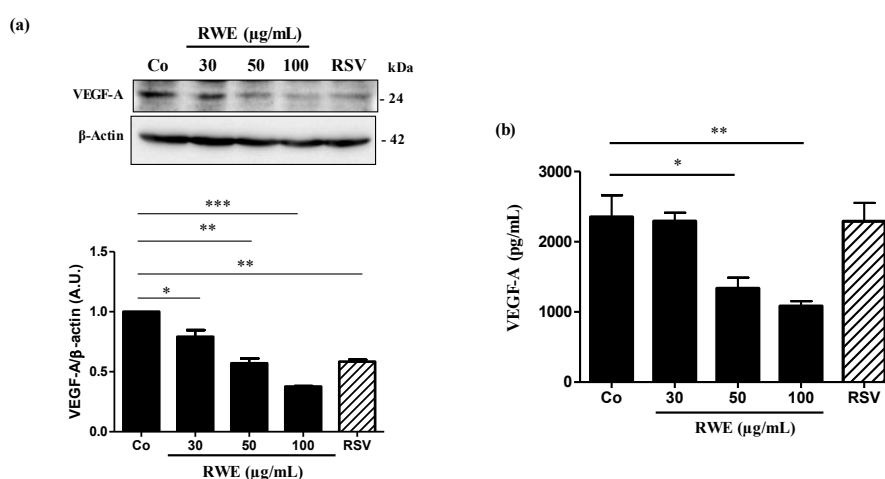 (a)
RWE (µg/mL)
Co 30 50 100 RSV kDa
VEGF-A - 24
β-Actin - 42
***
**
**
*
VEGF-A/β-actin (A.U.)
1.5
1.0
0.5
0.0
Co 30 50 100 RSV
RWE (µg/mL)
(b)
**
*
VEGF-A (pg/mL)
3000
2000
1000
0
Co 30 50 100 RSV
RWE (µg/mL)